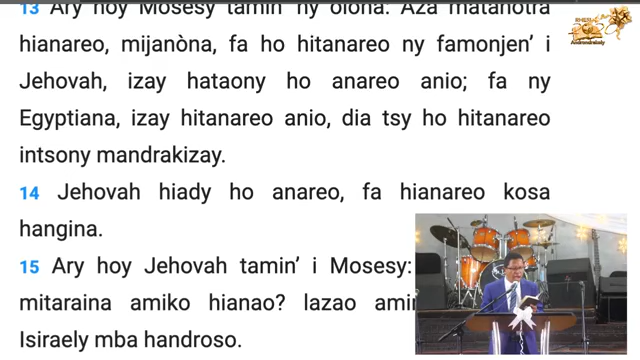 13 Ary hoy Mosesy tamin' ny olona: Aza matahotra
hianareo, mijanòna, fa ho hitanareo ny famonjen' i
Jehovah, izay hataony ho anareo anio; fa ny
Egyptiana, izay hitanareo anio, dia tsy ho hitanareo
intsony mandrakizay.
14 Jehovah hiady ho anareo, fa hianareo kosa
hangina.
15 Ary hoy Jehovah tamin' i Mosesy:
mitaraina amiko hianao? lazao
Isiraely mba handroso.